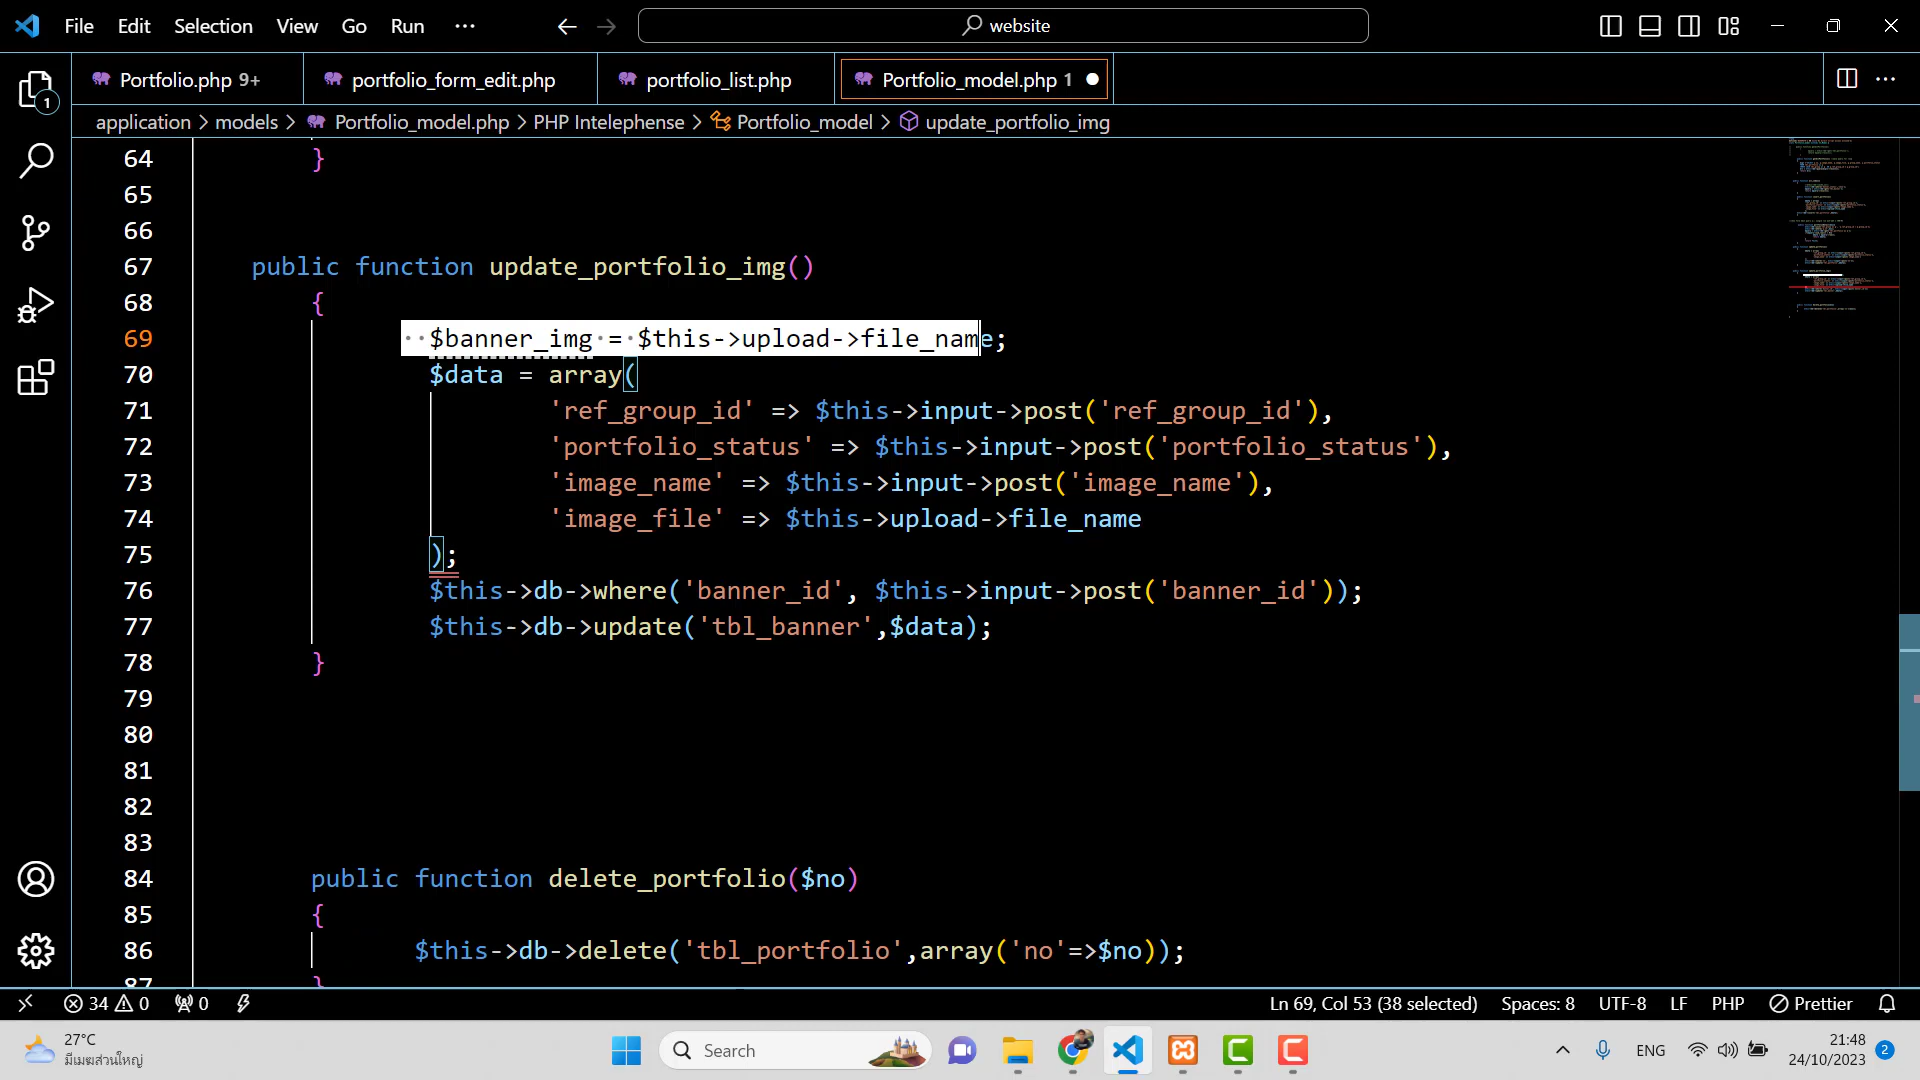 File Edit Selection View Go Run ··· website
Portfolio.php 9+ portfolio_form_edit.php portfolio_list.php Portfolio_model.php 1
application > models > Portfolio_model.php > PHP Intelephense > Portfolio_model > update_portfolio_img
64 }
65
66
67 public function update_portfolio_img()
68 {
69 $banner_img = $this->upload->file_name;
70 $data = array(
71 'ref_group_id' => $this->input->post('ref_group_id'),
72 'portfolio_status' => $this->input->post('portfolio_status'),
73 'image_name' => $this->input->post('image_name'),
74 'image_file' => $this->upload->file_name
75 );
76 $this->db->where('banner_id', $this->input->post('banner_id'));
77 $this->db->update('tbl_banner',$data);
78 }
79
80
81
82
83
84 public function delete_portfolio($no)
85 {
86 $this->db->delete('tbl_portfolio',array('no'=>$no));
87 }
1
34 0 0 Ln 69, Col 53 (38 selected) Spaces: 8 UTF-8 LF PHP Prettier
27°C
มีเมฆส่วนใหญ่
Search
ENG
21:48
24/10/2023
2